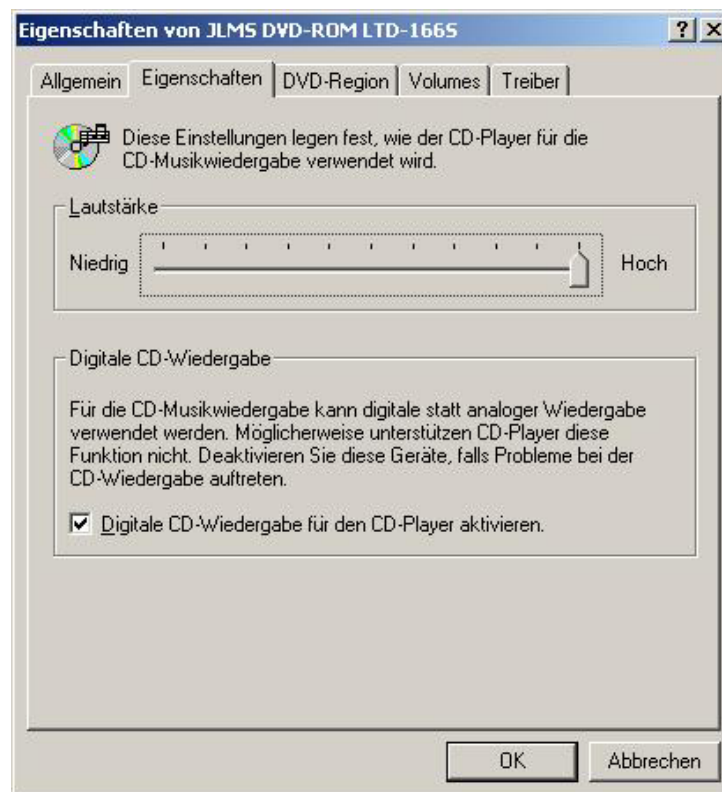 Eigenschaften von JLMS DVD-ROM LTD-166S
Allgemein Eigenschaften DVD-Region Volumes Treiber
Diese Einstellungen legen fest, wie der CD-Player für die
CD-Musikwiedergabe verwendet wird.
Lautstärke
Niedrig Hoch
Digitale CD-Wiedergabe
Für die CD-Musikwiedergabe kann digitale statt analoger Wiedergabe
verwendet werden. Möglicherweise unterstützen CD-Player diese
Funktion nicht. Deaktivieren Sie diese Geräte, falls Probleme bei der
CD-Wiedergabe auftreten.
Digitale CD-Wiedergabe für den CD-Player aktivieren.
OK Abbrechen